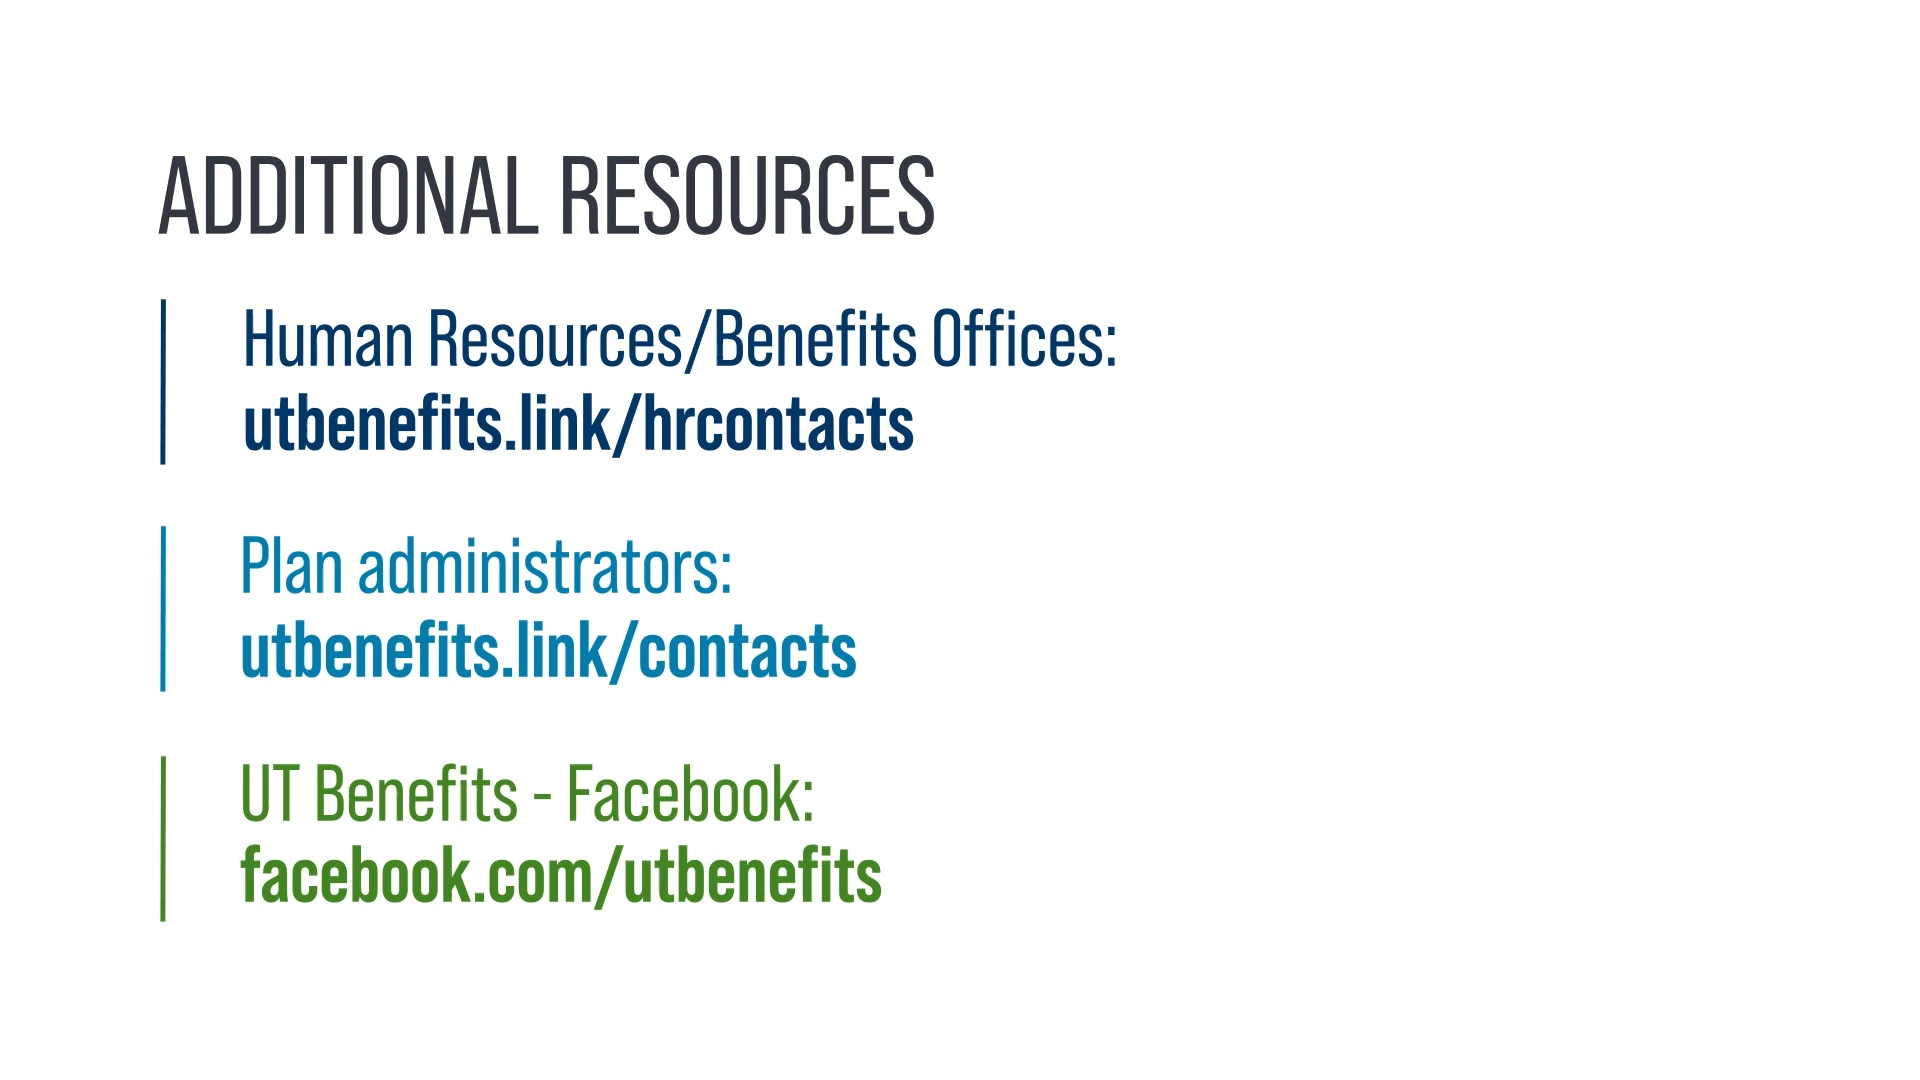 ADDITIONAL RESOURCES
Human Resources/Benefits Offices:
utbenefits.link/hrcontacts
Plan administrators:
utbenefits.link/contacts
UT Benefits - Facebook:
facebook.com/utbenefits